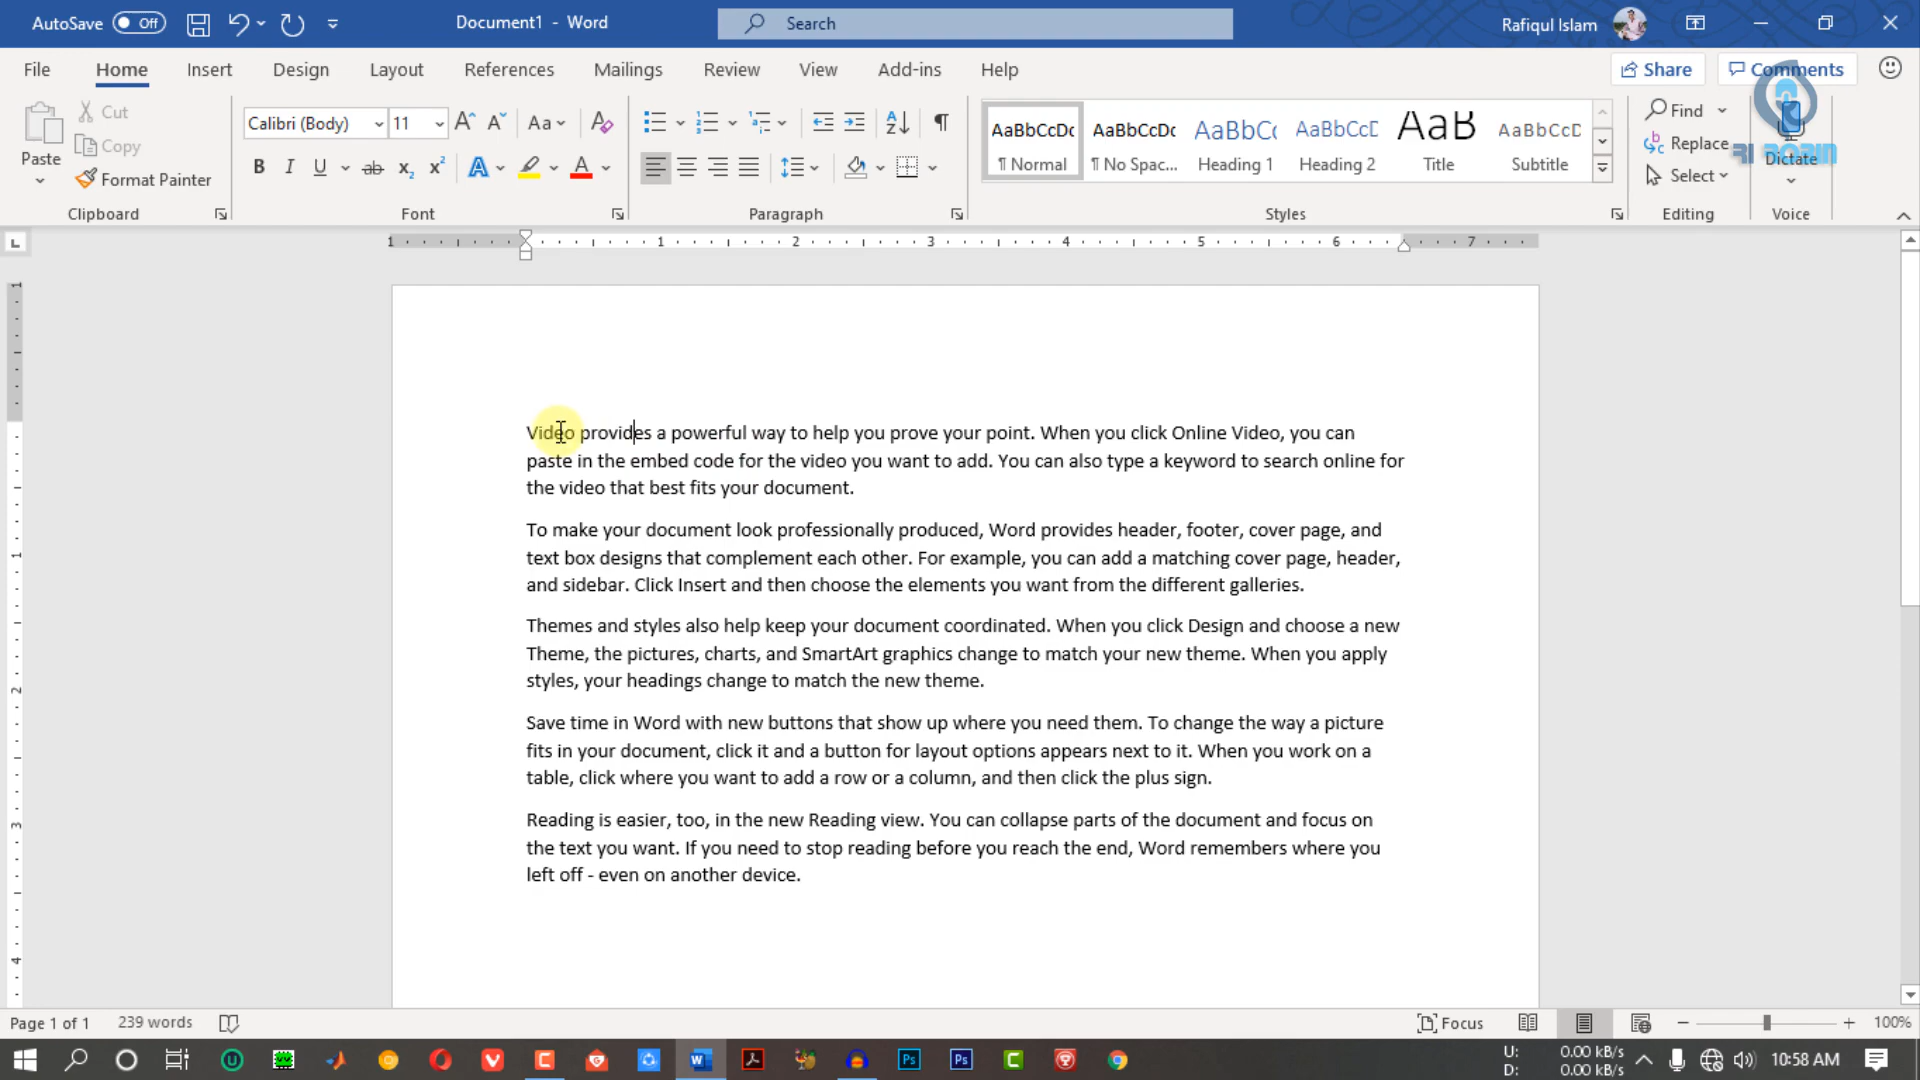 AutoSave Off Document1 - Word Search Rafiqul Islam
File Home Insert Design Layout References Mailings Review View Add-ins Help Share Comments
Paste Cut Copy Format Painter Clipboard
Calibri (Body) 11 Font
Paragraph
AaBbCcDc ¶ Normal
AaBbCcDc ¶ No Spac...
AaBbCc Heading 1
AaBbCcD Heading 2
AaB Title
AaBbCcD Subtitle
Styles
Find Replace Select Editing
Dictate Voice
RI ROBIN
1 1 2 3 4 5 6 7
Video provides a powerful way to help you prove your point. When you click Online Video, you can
paste in the embed code for the video you want to add. You can also type a keyword to search online for
the video that best fits your document.
To make your document look professionally produced, Word provides header, footer, cover page, and
text box designs that complement each other. For example, you can add a matching cover page, header,
and sidebar. Click Insert and then choose the elements you want from the different galleries.
Themes and styles also help keep your document coordinated. When you click Design and choose a new
Theme, the pictures, charts, and SmartArt graphics change to match your new theme. When you apply
styles, your headings change to match the new theme.
Save time in Word with new buttons that show up where you need them. To change the way a picture
fits in your document, click it and a button for layout options appears next to it. When you work on a
table, click where you want to add a row or a column, and then click the plus sign.
Reading is easier, too, in the new Reading view. You can collapse parts of the document and focus on
the text you want. If you need to stop reading before you reach the end, Word remembers where you
left off - even on another device.
Page 1 of 1 239 words Focus 100%
U: 0.00 kB/s
D: 0.00 kB/s
10:58 AM